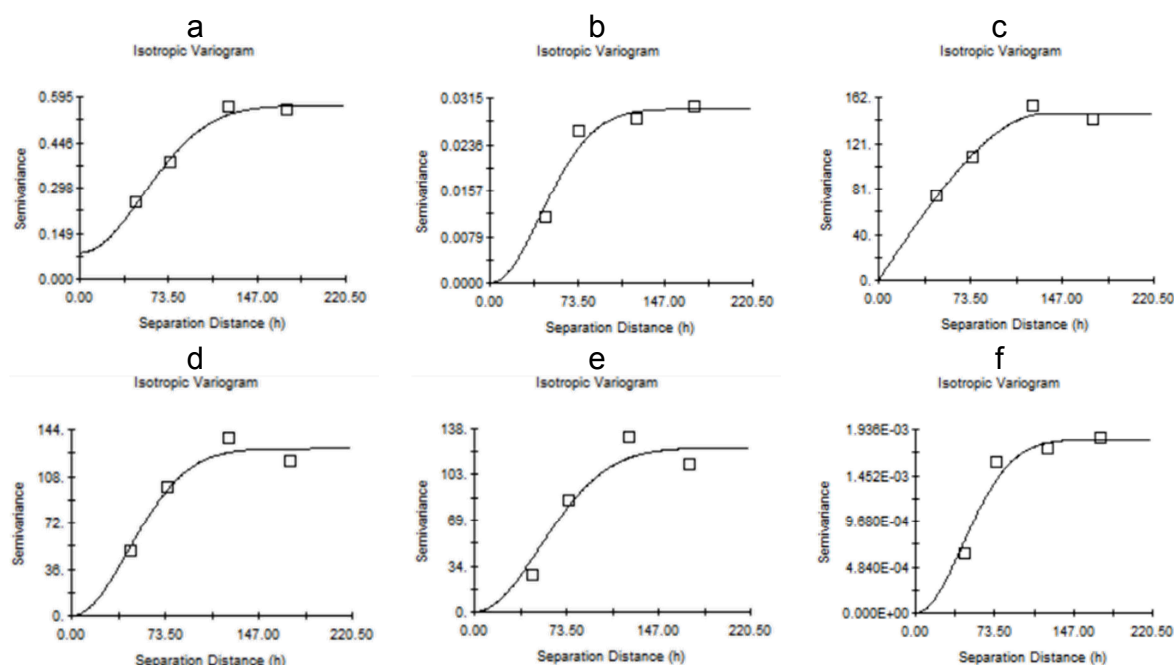 a
Isotropic Variogram
0.595
0.446
0.298
0.149
0.000
Semivariance
0.00 73.50 147.00 220.50
Separation Distance (h)
b
Isotropic Variogram
0.0315
0.0238
0.0157
0.0079
0.0000
Semivariance
0.00 73.50 147.00 220.50
Separation Distance (h)
c
Isotropic Variogram
162.
121.
81.
40.
0.
Semivariance
0.00 73.50 147.00 220.50
Separation Distance (h)
d
Isotropic Variogram
144.
108.
72.
36.
0.
Semivariance
0.00 73.50 147.00 220.50
Separation Distance (h)
e
Isotropic Variogram
138.
103.
69.
34.
0.
Semivariance
0.00 73.50 147.00 220.50
Separation Distance (h)
f
Isotropic Variogram
1.936E-03
1.452E-03
9.680E-04
4.840E-04
0.000E+00
Semivariance
0.00 73.50 147.00 220.50
Separation Distance (h)